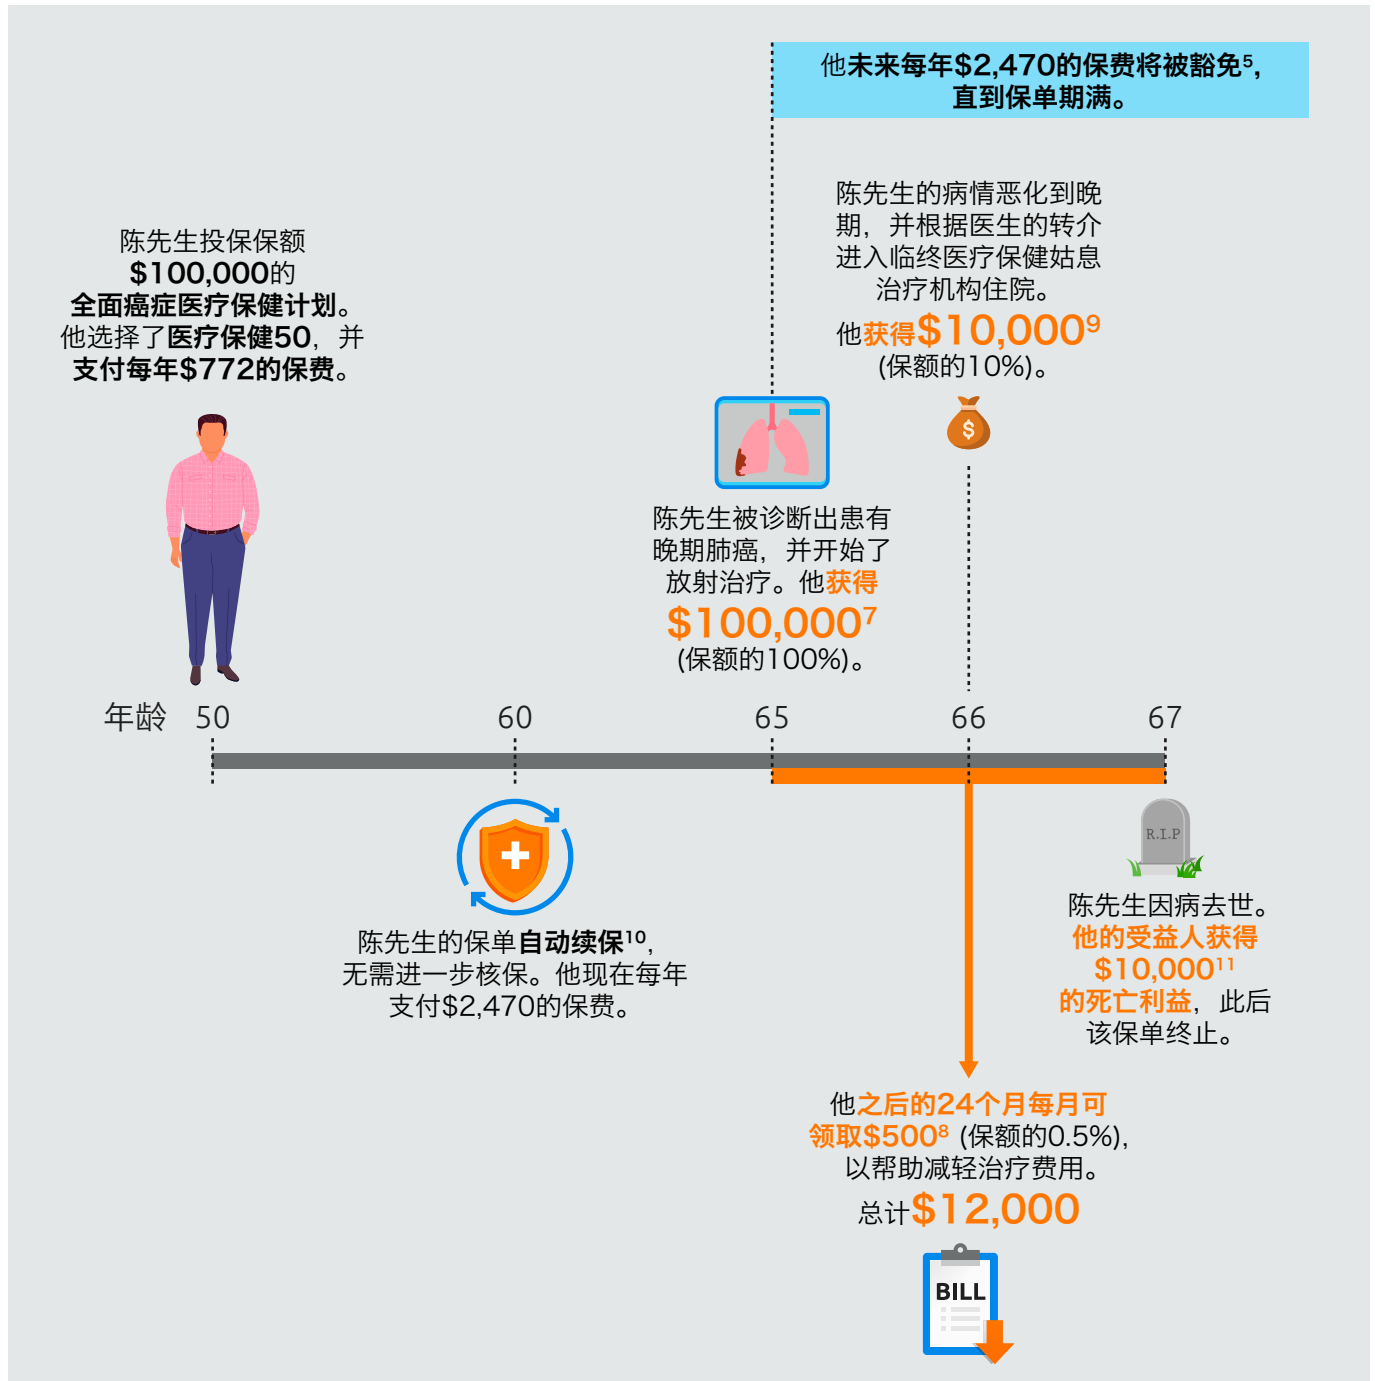 他未来每年$2,470的保费将被豁免⁵,
直到保单期满。
陈先生投保保额
$100,000的
全面癌症医疗保健计划。
他选择了医疗保健50，并
支付每年$772的保费。
陈先生的病情恶化到晚
期，并根据医生的转介
进入临终医疗保健姑息
治疗机构住院。
他获得$10,000⁹
(保额的10%)。
$
陈先生被诊断出患有
晚期肺癌，并开始了
放射治疗。他获得
$100,000⁷
(保额的100%)。
年龄 50 60 65 66 67
陈先生的保单自动续保¹⁰,
无需进一步核保。他现在每年
支付$2,470的保费。
R.I.P
陈先生因病去世。
他的受益人获得
$10,000¹¹
的死亡利益，此后
该保单终止。
他之后的24个月每月可
领取$500⁸ (保额的0.5%),
以帮助减轻治疗费用。
总计$12,000
BILL